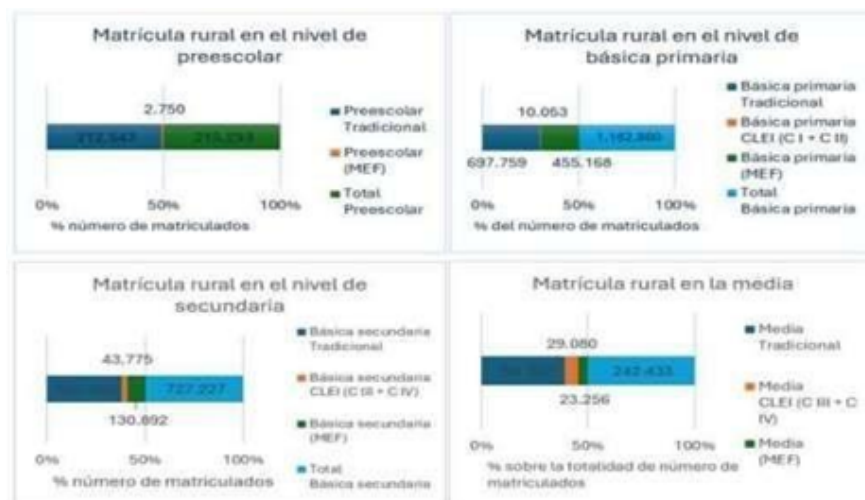 Matrícula rural en el nivel de
preescolar
2.750
212.543
215.293
0%
50%
100%
% número de matriculados
Preescolar
Tradicional
Preescolar
(MEF)
Total
Preescolar
Matrícula rural en el nivel de
básica primaria
10.053
697.759
455.168
0%
50%
100%
% del número de matriculados
Básica primaria
Tradicional
Básica primaria
CLEI (C I + C II)
Básica primaria
(MEF)
Total
Básica primaria
Matrícula rural en el nivel de
secundaria
43.775
727.227
130.892
0%
50%
100%
% número de matriculados
Básica secundaria
Tradicional
Básica secundaria
CLEI (C III + C IV)
Básica secundaria
(MEF)
Total
Básica secundaria
Matrícula rural en la media
29.080
242.433
23.256
0%
50%
100%
% sobre la totalidad de número de
matriculados
Media
Tradicional
Media
CLEI (C III + C
IV)
Media
(MEF)